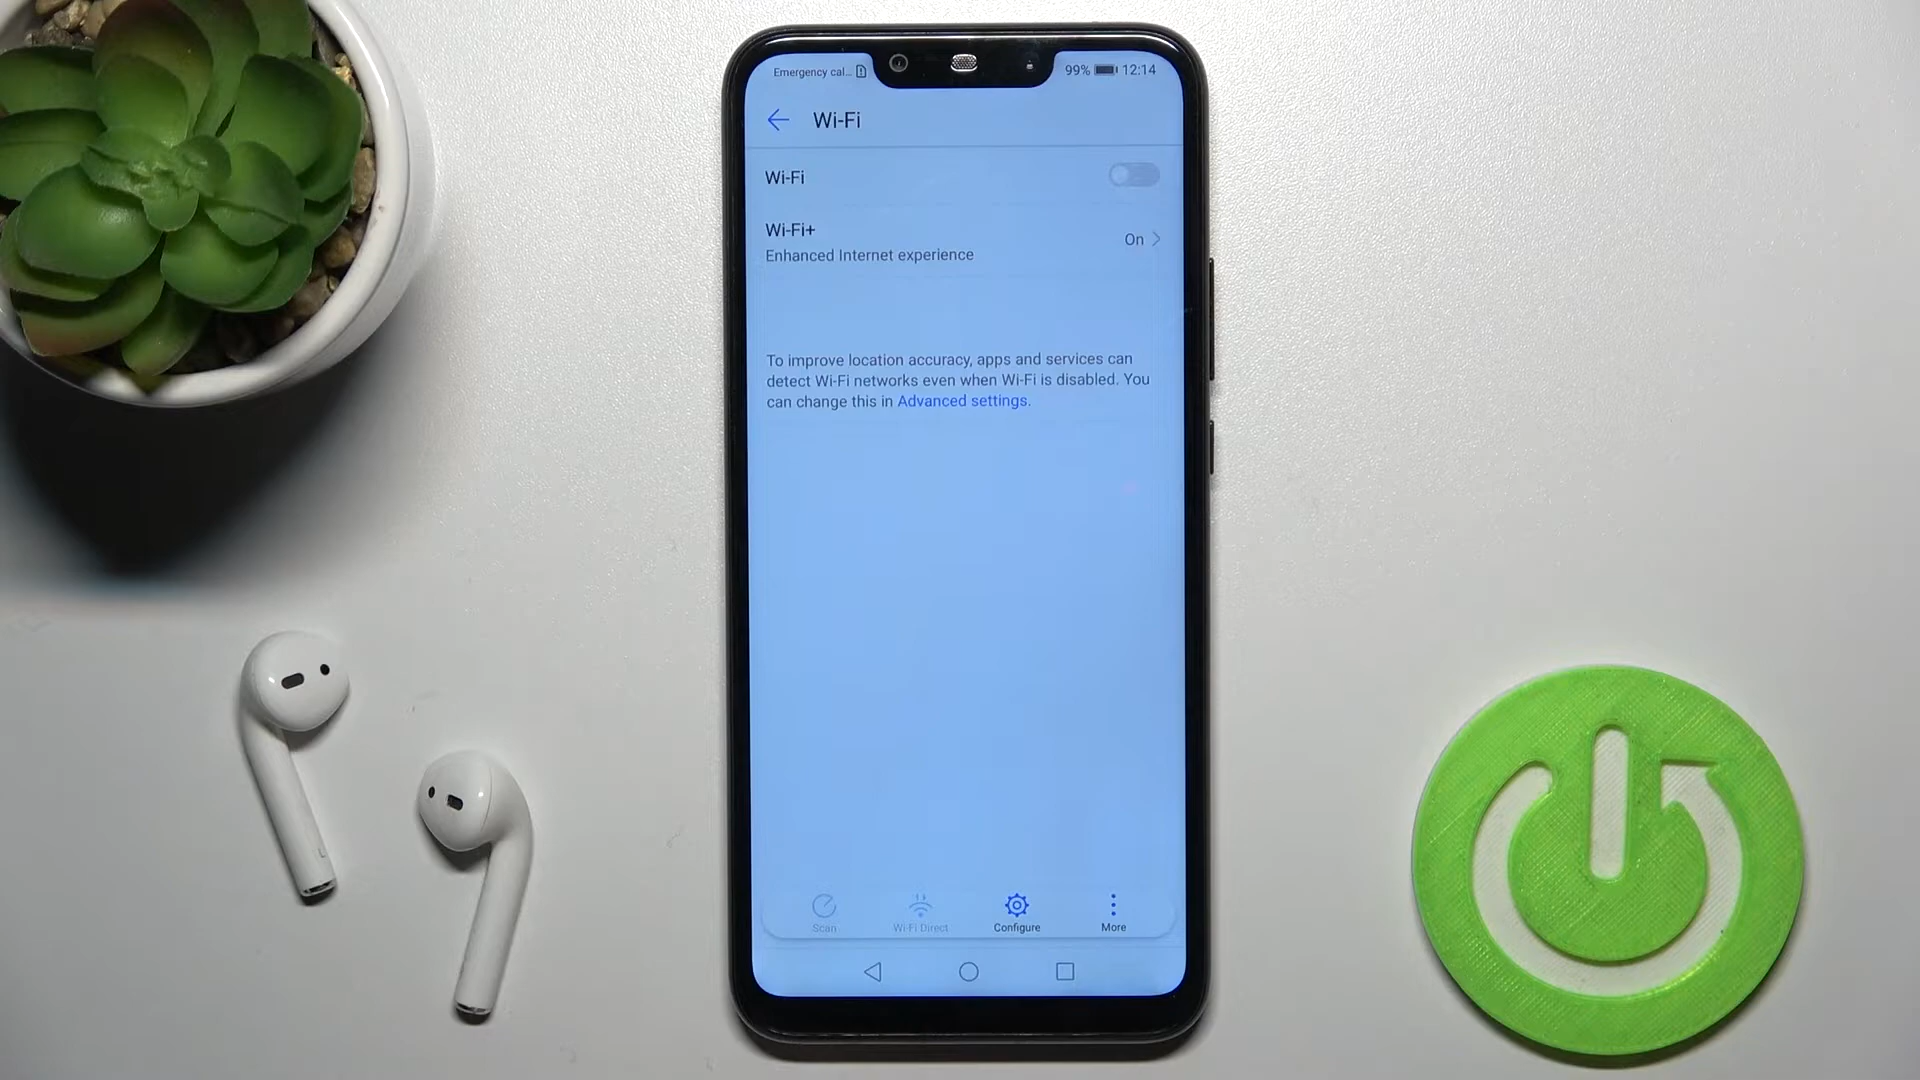 Emergency cal...
99% 12:14
Wi-Fi
Wi-Fi
Wi-Fi+
Enhanced Internet experience
On
To improve location accuracy, apps and services can
detect Wi-Fi networks even when Wi-Fi is disabled. You
can change this in Advanced settings.
Scan
Wi-Fi Direct
Configure
More
L